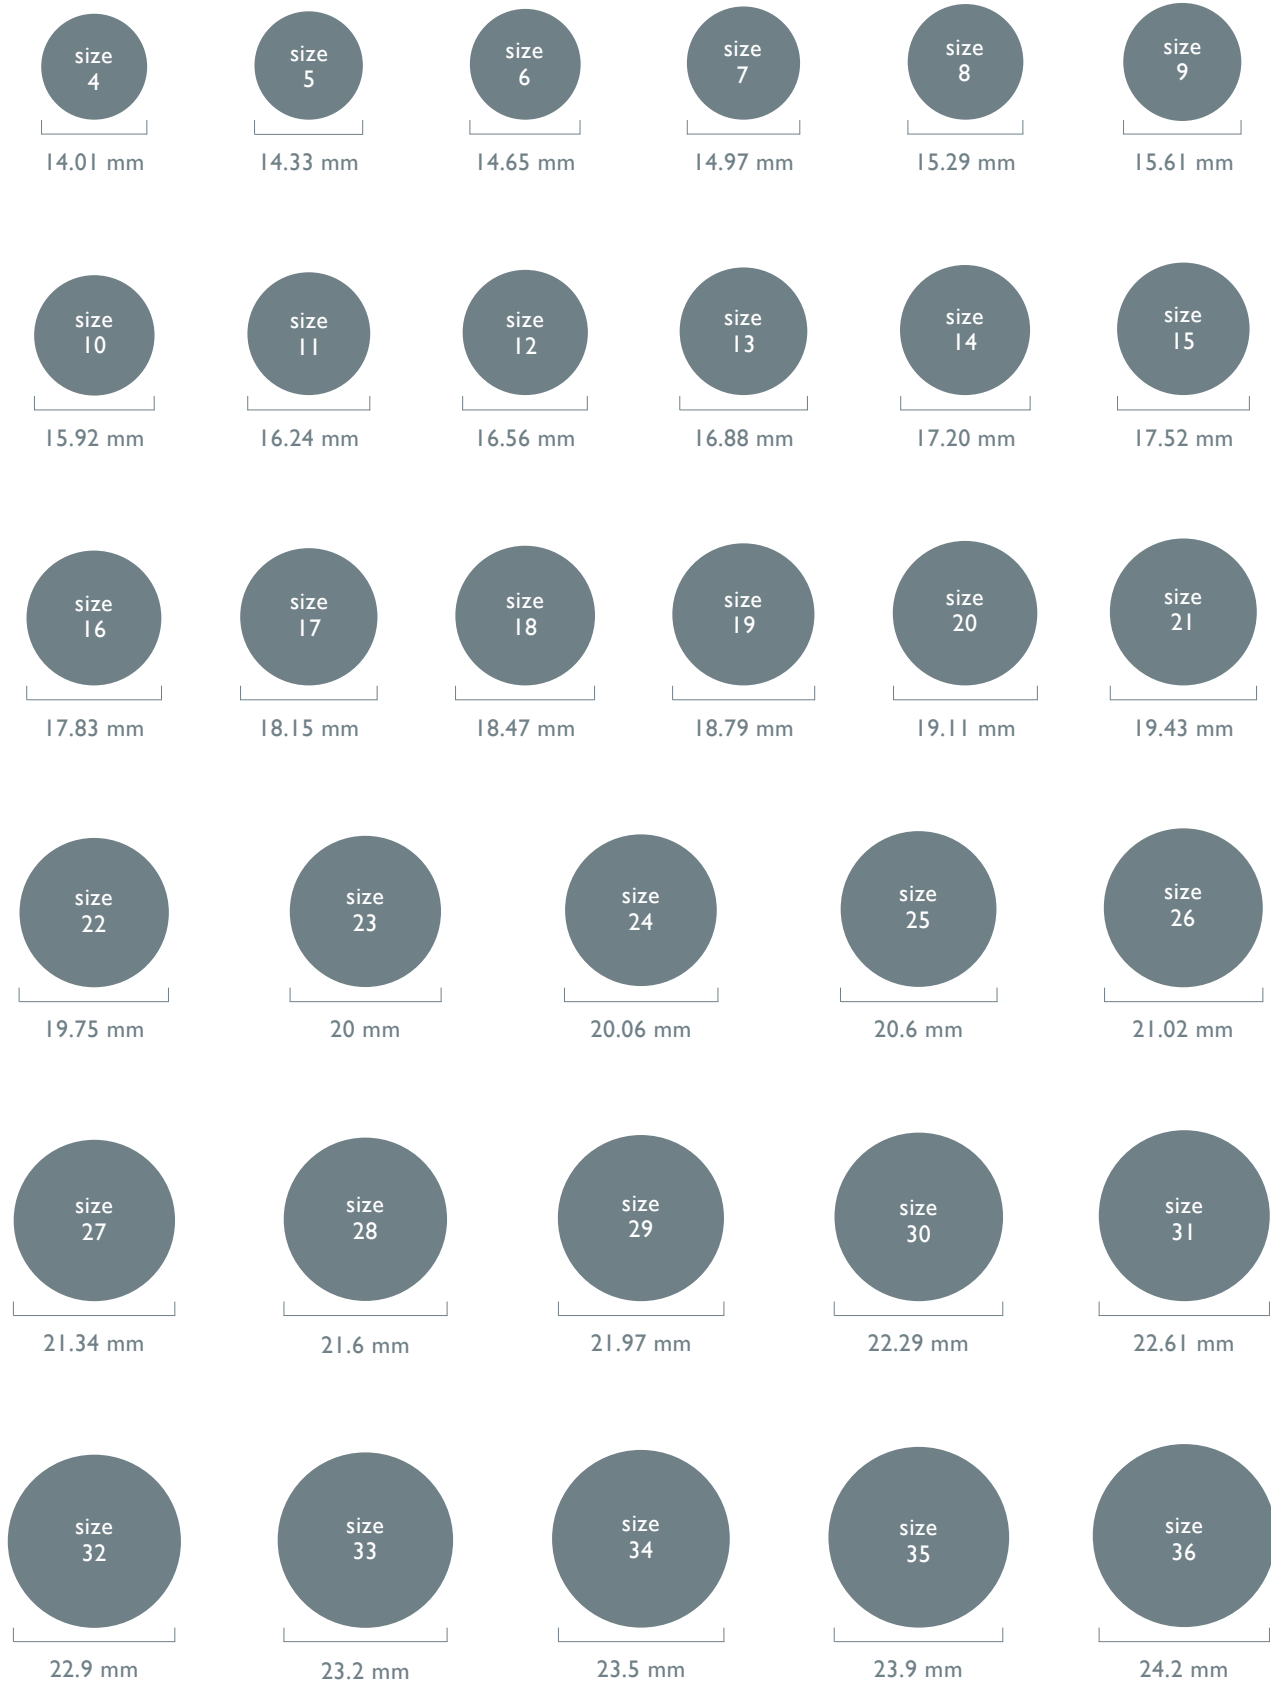 size
4
size
5
size
6
size
7
size
8
size
9
14.01 mm
14.33 mm
14.65 mm
14.97 mm
15.29 mm
15.61 mm
size
10
size
11
size
12
size
13
size
14
size
15
15.92 mm
16.24 mm
16.56 mm
16.88 mm
17.20 mm
17.52 mm
size
16
size
17
size
18
size
19
size
20
size
21
17.83 mm
18.15 mm
18.47 mm
18.79 mm
19.11 mm
19.43 mm
size
22
size
23
size
24
size
25
size
26
19.75 mm
20 mm
20.06 mm
20.6 mm
21.02 mm
size
27
size
28
size
29
size
30
size
31
21.34 mm
21.6 mm
21.97 mm
22.29 mm
22.61 mm
size
32
size
33
size
34
size
35
size
36
22.9 mm
23.2 mm
23.5 mm
23.9 mm
24.2 mm